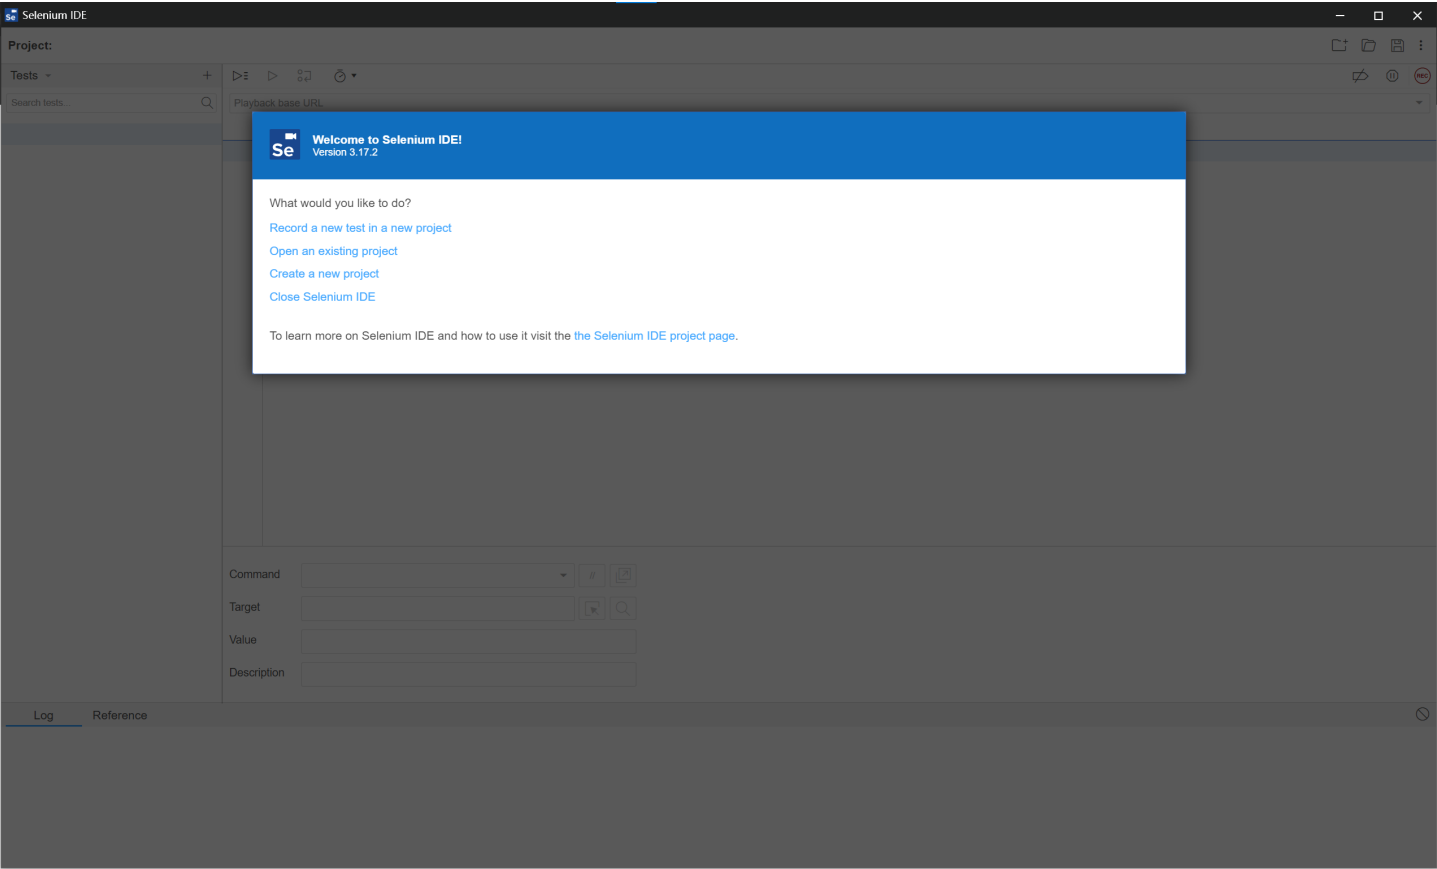 Selenium IDE
Project:
Tests
Search tests...
Playback base URL
REC
Se
Welcome to Selenium IDE!
Version 3.17.2
What would you like to do?
Record a new test in a new project
Open an existing project
Create a new project
Close Selenium IDE
To learn more on Selenium IDE and how to use it visit the the Selenium IDE project page.
Command
//
Target
Value
Description
Log
Reference